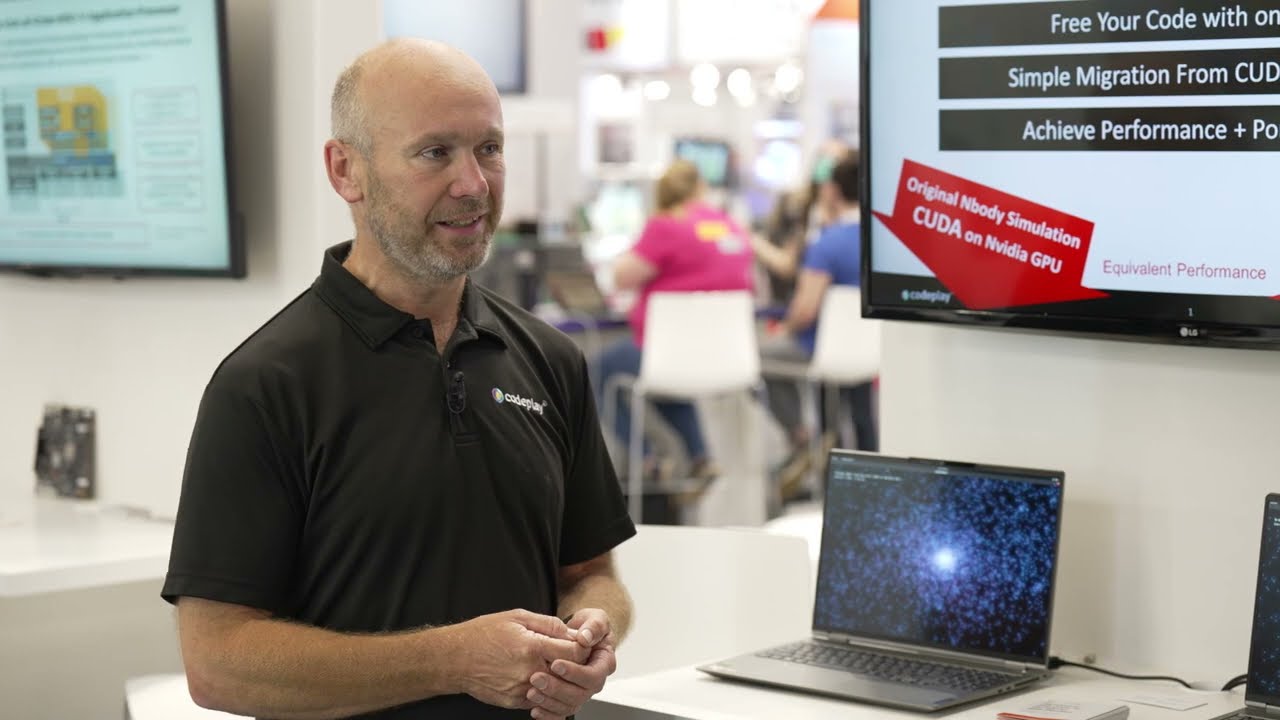 Free Your Code with on
Simple Migration From CUD
Achieve Performance + Po
Original Nbody Simulation
CUDA on Nvidia GPU
Equivalent Performance
codeplay
1
LG
codeplay